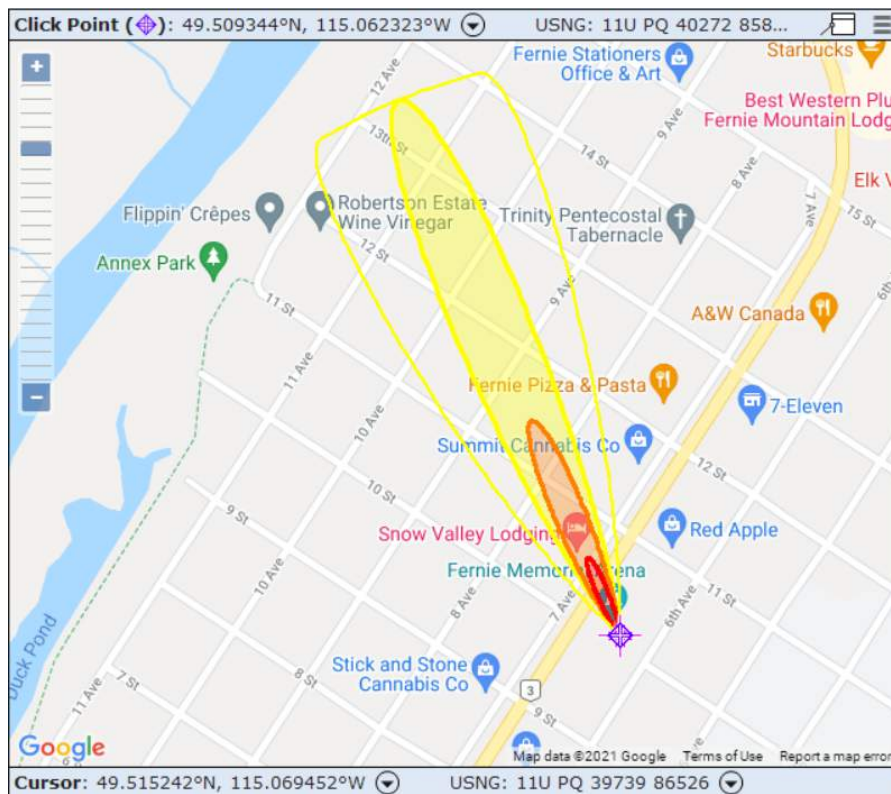 Click Point (): 49.509344°N, 115.062323°W USNG: 11U PQ 40272 858...
Fernie Stationers
Office & Art
Starbucks
Best Western Plu
Fernie Mountain Lodg
12 Ave
9 Ave
13th St
14 St
8 Ave
7 Ave
Elk V
15 St
Flippin' Crêpes
Robertson Estate
Wine Vinegar
Trinity Pentecostal
Tabernacle
12 St
Annex Park
11 St
9 Ave
6th
A&W Canada
11 Ave
Fernie Pizza & Pasta
7-Eleven
10 Ave
Summit Cannabis Co
12 St
10 St
9 St
Snow Valley Lodging
Red Apple
Fernie Memor rena
10 Ave
8 Ave
7 Ave
6th Ave
11 St
Duck Pond
Stick and Stone
Cannabis Co
11 Ave
7 St
8 St
3
9 St
Google
Map data ©2021 Google Terms of Use Report a map error
Cursor: 49.515242°N, 115.069452°W USNG: 11U PQ 39739 86526